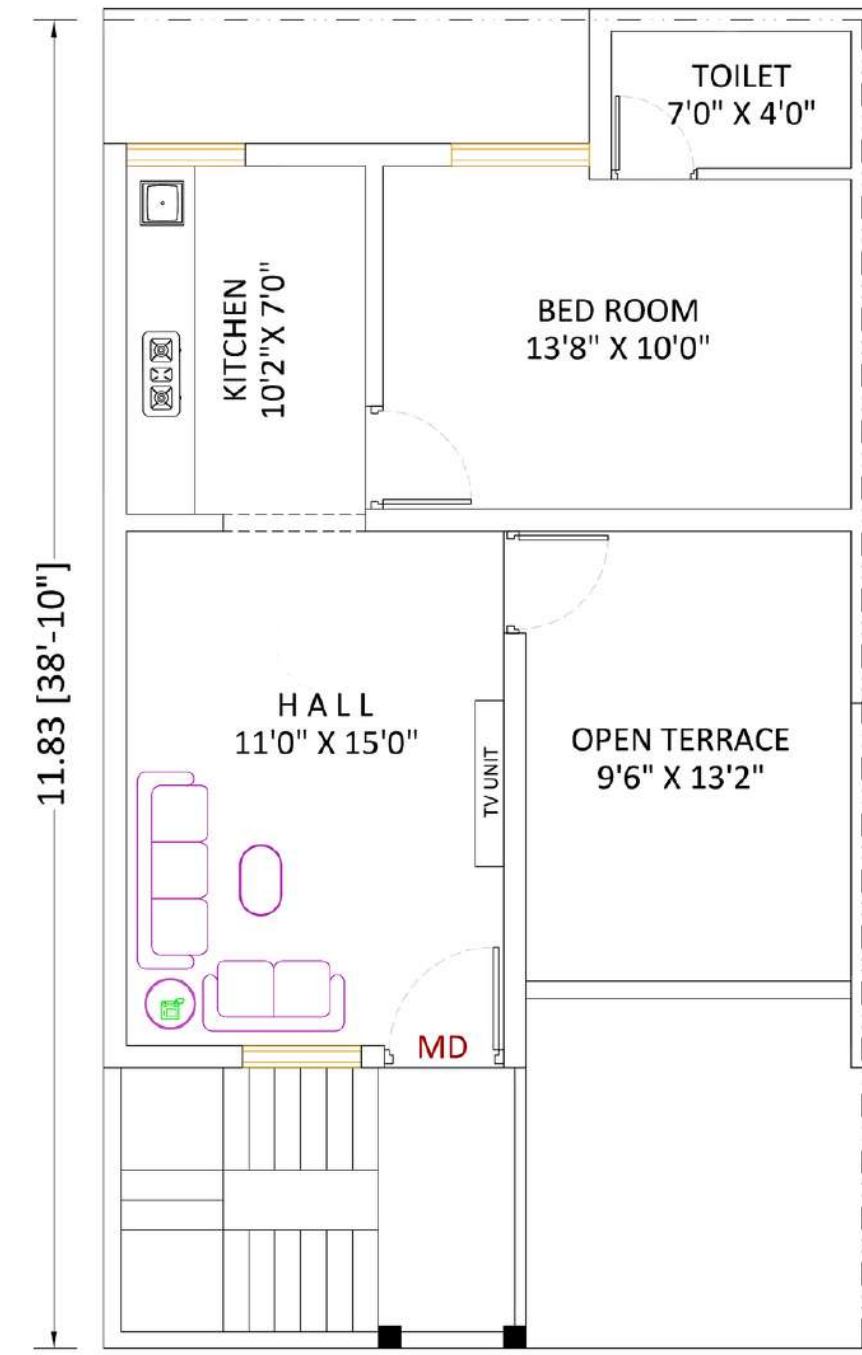 TOILET
7'0" X 4'0"
KITCHEN
10'2"X 7'0"
BED ROOM
13'8" X 10'0"
11.83 [38'-10"]
H A L L
11'0" X 15'0"
TV UNIT
OPEN TERRACE
9'6" X 13'2"
MD